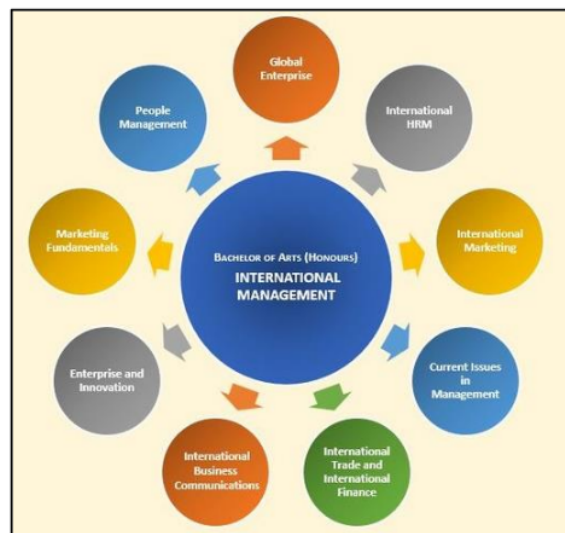 BACHELOR OF ARTS (HONOURS)
INTERNATIONAL
MANAGEMENT
Global
Enterprise
International
HRM
International
Marketing
Current Issues
in
Management
International
Trade and
International
Finance
International
Business
Communications
Enterprise and
Innovation
Marketing
Fundamentals
People
Management